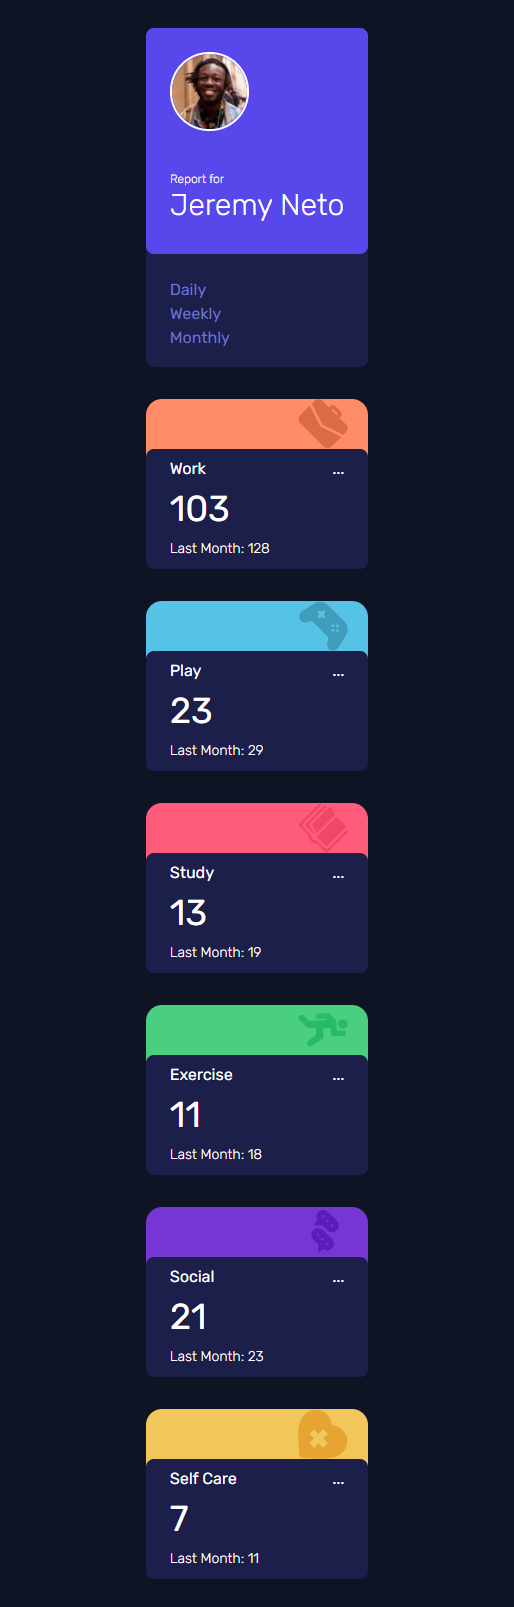 Report for
Jeremy Neto
Daily
Weekly
Monthly
Work ...
103
Last Month: 128
Play ...
23
Last Month: 29
Study ...
13
Last Month: 19
Exercise ...
11
Last Month: 18
Social ...
21
Last Month: 23
Self Care ...
7
Last Month: 11